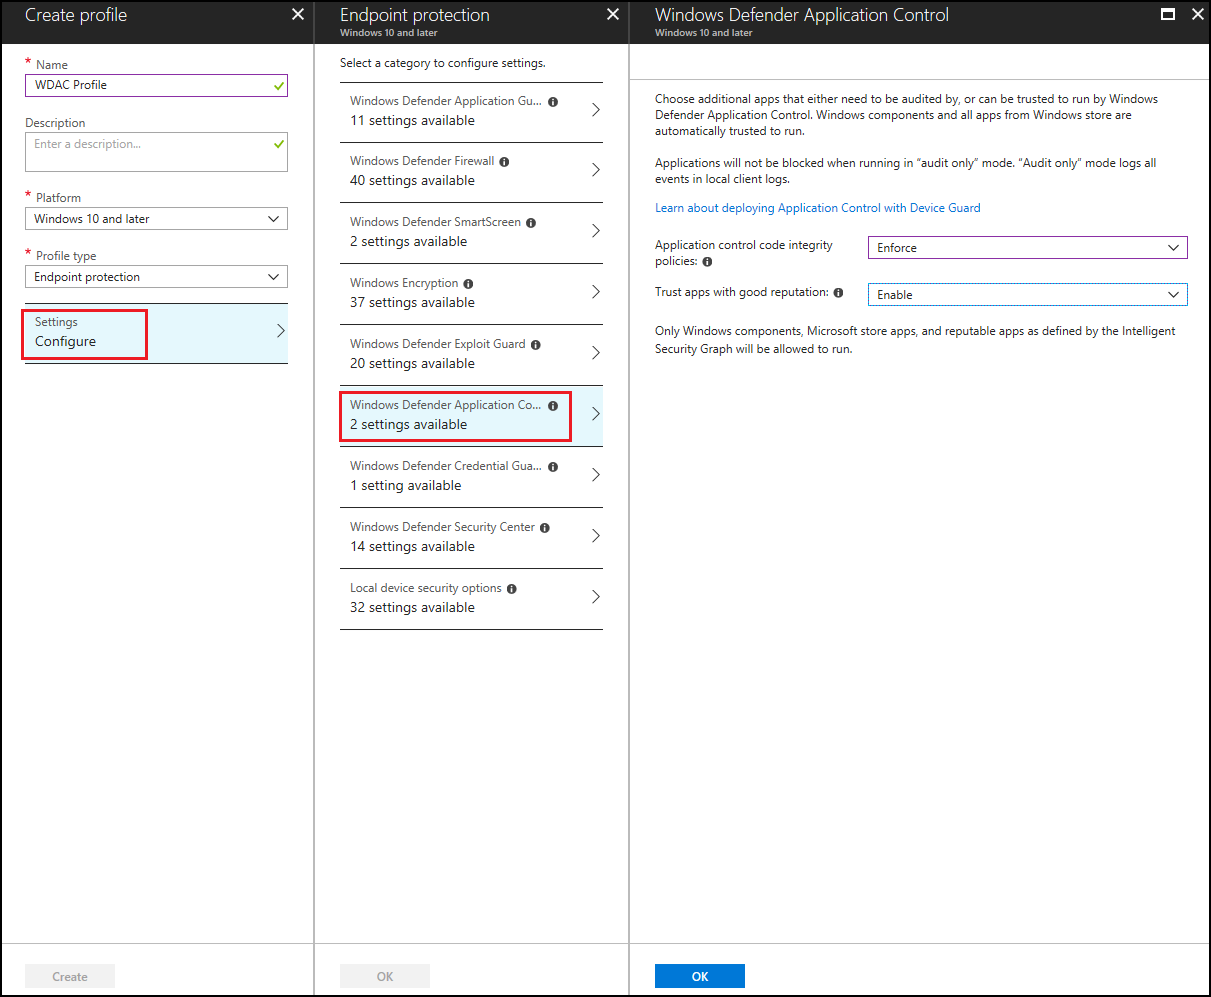 Create profile
* Name
WDAC Profile
Description
Enter a description...
* Platform
Windows 10 and later
* Profile type
Endpoint protection
Settings
Configure
Create
Endpoint protection
Windows 10 and later
Select a category to configure settings.
Windows Defender Application Gu...
11 settings available
Windows Defender Firewall
40 settings available
Windows Defender SmartScreen
2 settings available
Windows Encryption
37 settings available
Windows Defender Exploit Guard
20 settings available
Windows Defender Application Co...
2 settings available
Windows Defender Credential Gua...
1 setting available
Windows Defender Security Center
14 settings available
Local device security options
32 settings available
OK
Windows Defender Application Control
Windows 10 and later
Choose additional apps that either need to be audited by, or can be trusted to run by Windows
Defender Application Control. Windows components and all apps from Windows store are
automatically trusted to run.
Applications will not be blocked when running in “audit only” mode. “Audit only” mode logs all
events in local client logs.
Learn about deploying Application Control with Device Guard
Application control code integrity
policies:
Enforce
Trust apps with good reputation:
Enable
Only Windows components, Microsoft store apps, and reputable apps as defined by the Intelligent
Security Graph will be allowed to run.
OK